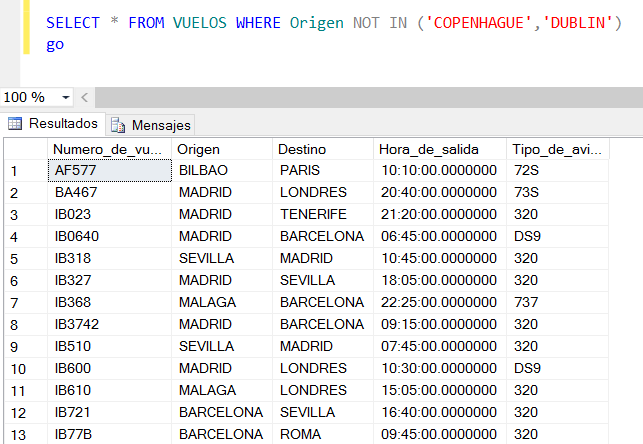 SELECT * FROM VUELOS WHERE Origen NOT IN ('COPENHAGUE','DUBLIN')
go
100 %
Resultados Mensajes
Numero_de_vu... Origen Destino Hora_de_salida Tipo_de_avi...
1 AF577 BILBAO PARIS 10:10:00.0000000 72S
2 BA467 MADRID LONDRES 20:40:00.0000000 73S
3 IB023 MADRID TENERIFE 21:20:00.0000000 320
4 IB0640 MADRID BARCELONA 06:45:00.0000000 DS9
5 IB318 SEVILLA MADRID 10:45:00.0000000 320
6 IB327 MADRID SEVILLA 18:05:00.0000000 320
7 IB368 MALAGA BARCELONA 22:25:00.0000000 737
8 IB3742 MADRID BARCELONA 09:15:00.0000000 320
9 IB510 SEVILLA MADRID 07:45:00.0000000 320
10 IB600 MADRID LONDRES 10:30:00.0000000 DS9
11 IB610 MALAGA LONDRES 15:05:00.0000000 320
12 IB721 BARCELONA SEVILLA 16:40:00.0000000 320
13 IB77B BARCELONA ROMA 09:45:00.0000000 320